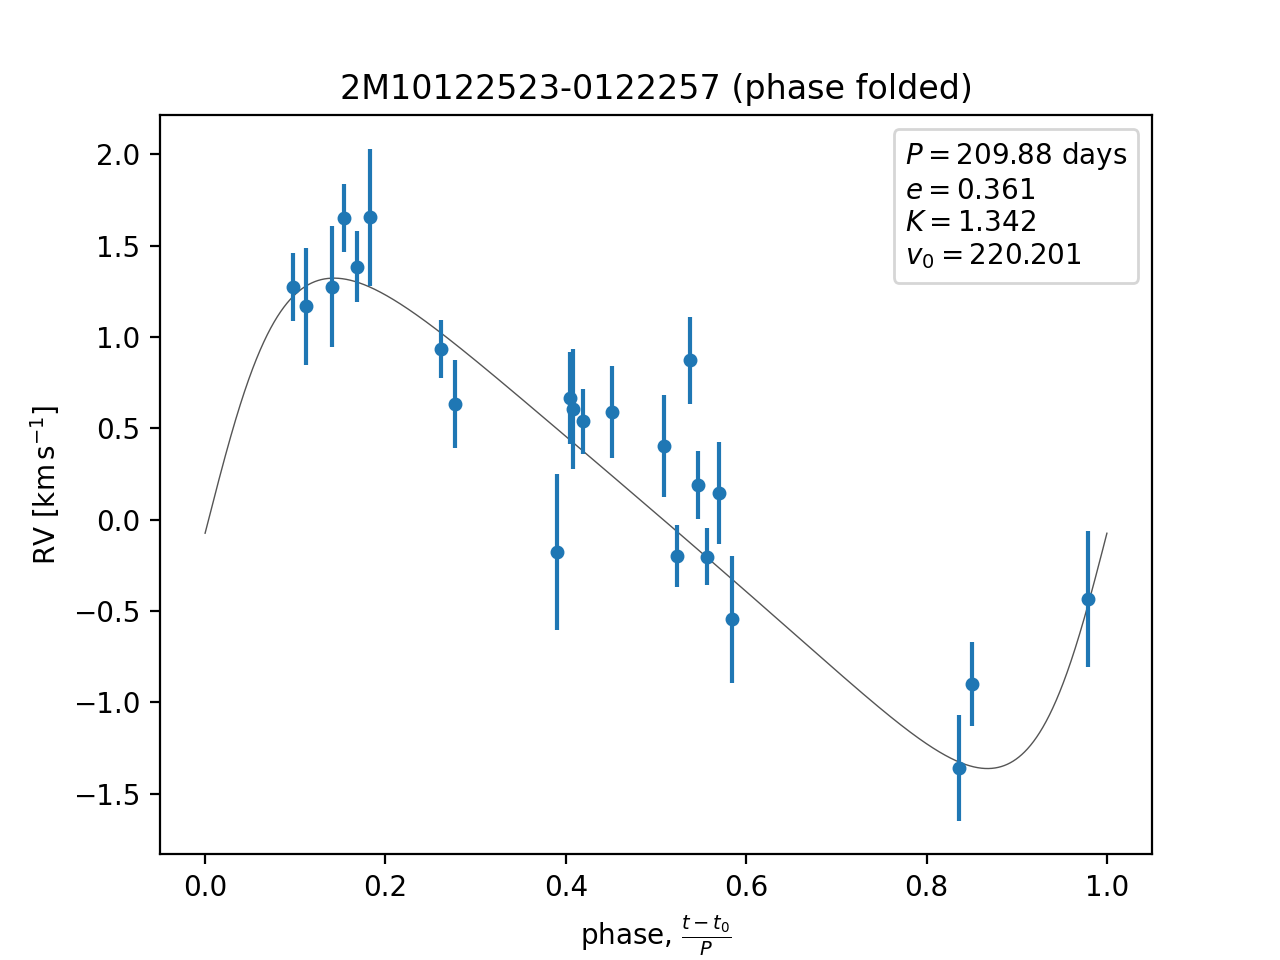 2M10122523-0122257 (phase folded)
P = 209.88 days
e = 0.361
K = 1.342
v₀ = 220.201
RV [km s⁻¹]
2.0
1.5
1.0
0.5
0.0
−0.5
−1.0
−1.5
0.0 0.2 0.4 0.6 0.8 1.0
phase, (t − t₀)/P